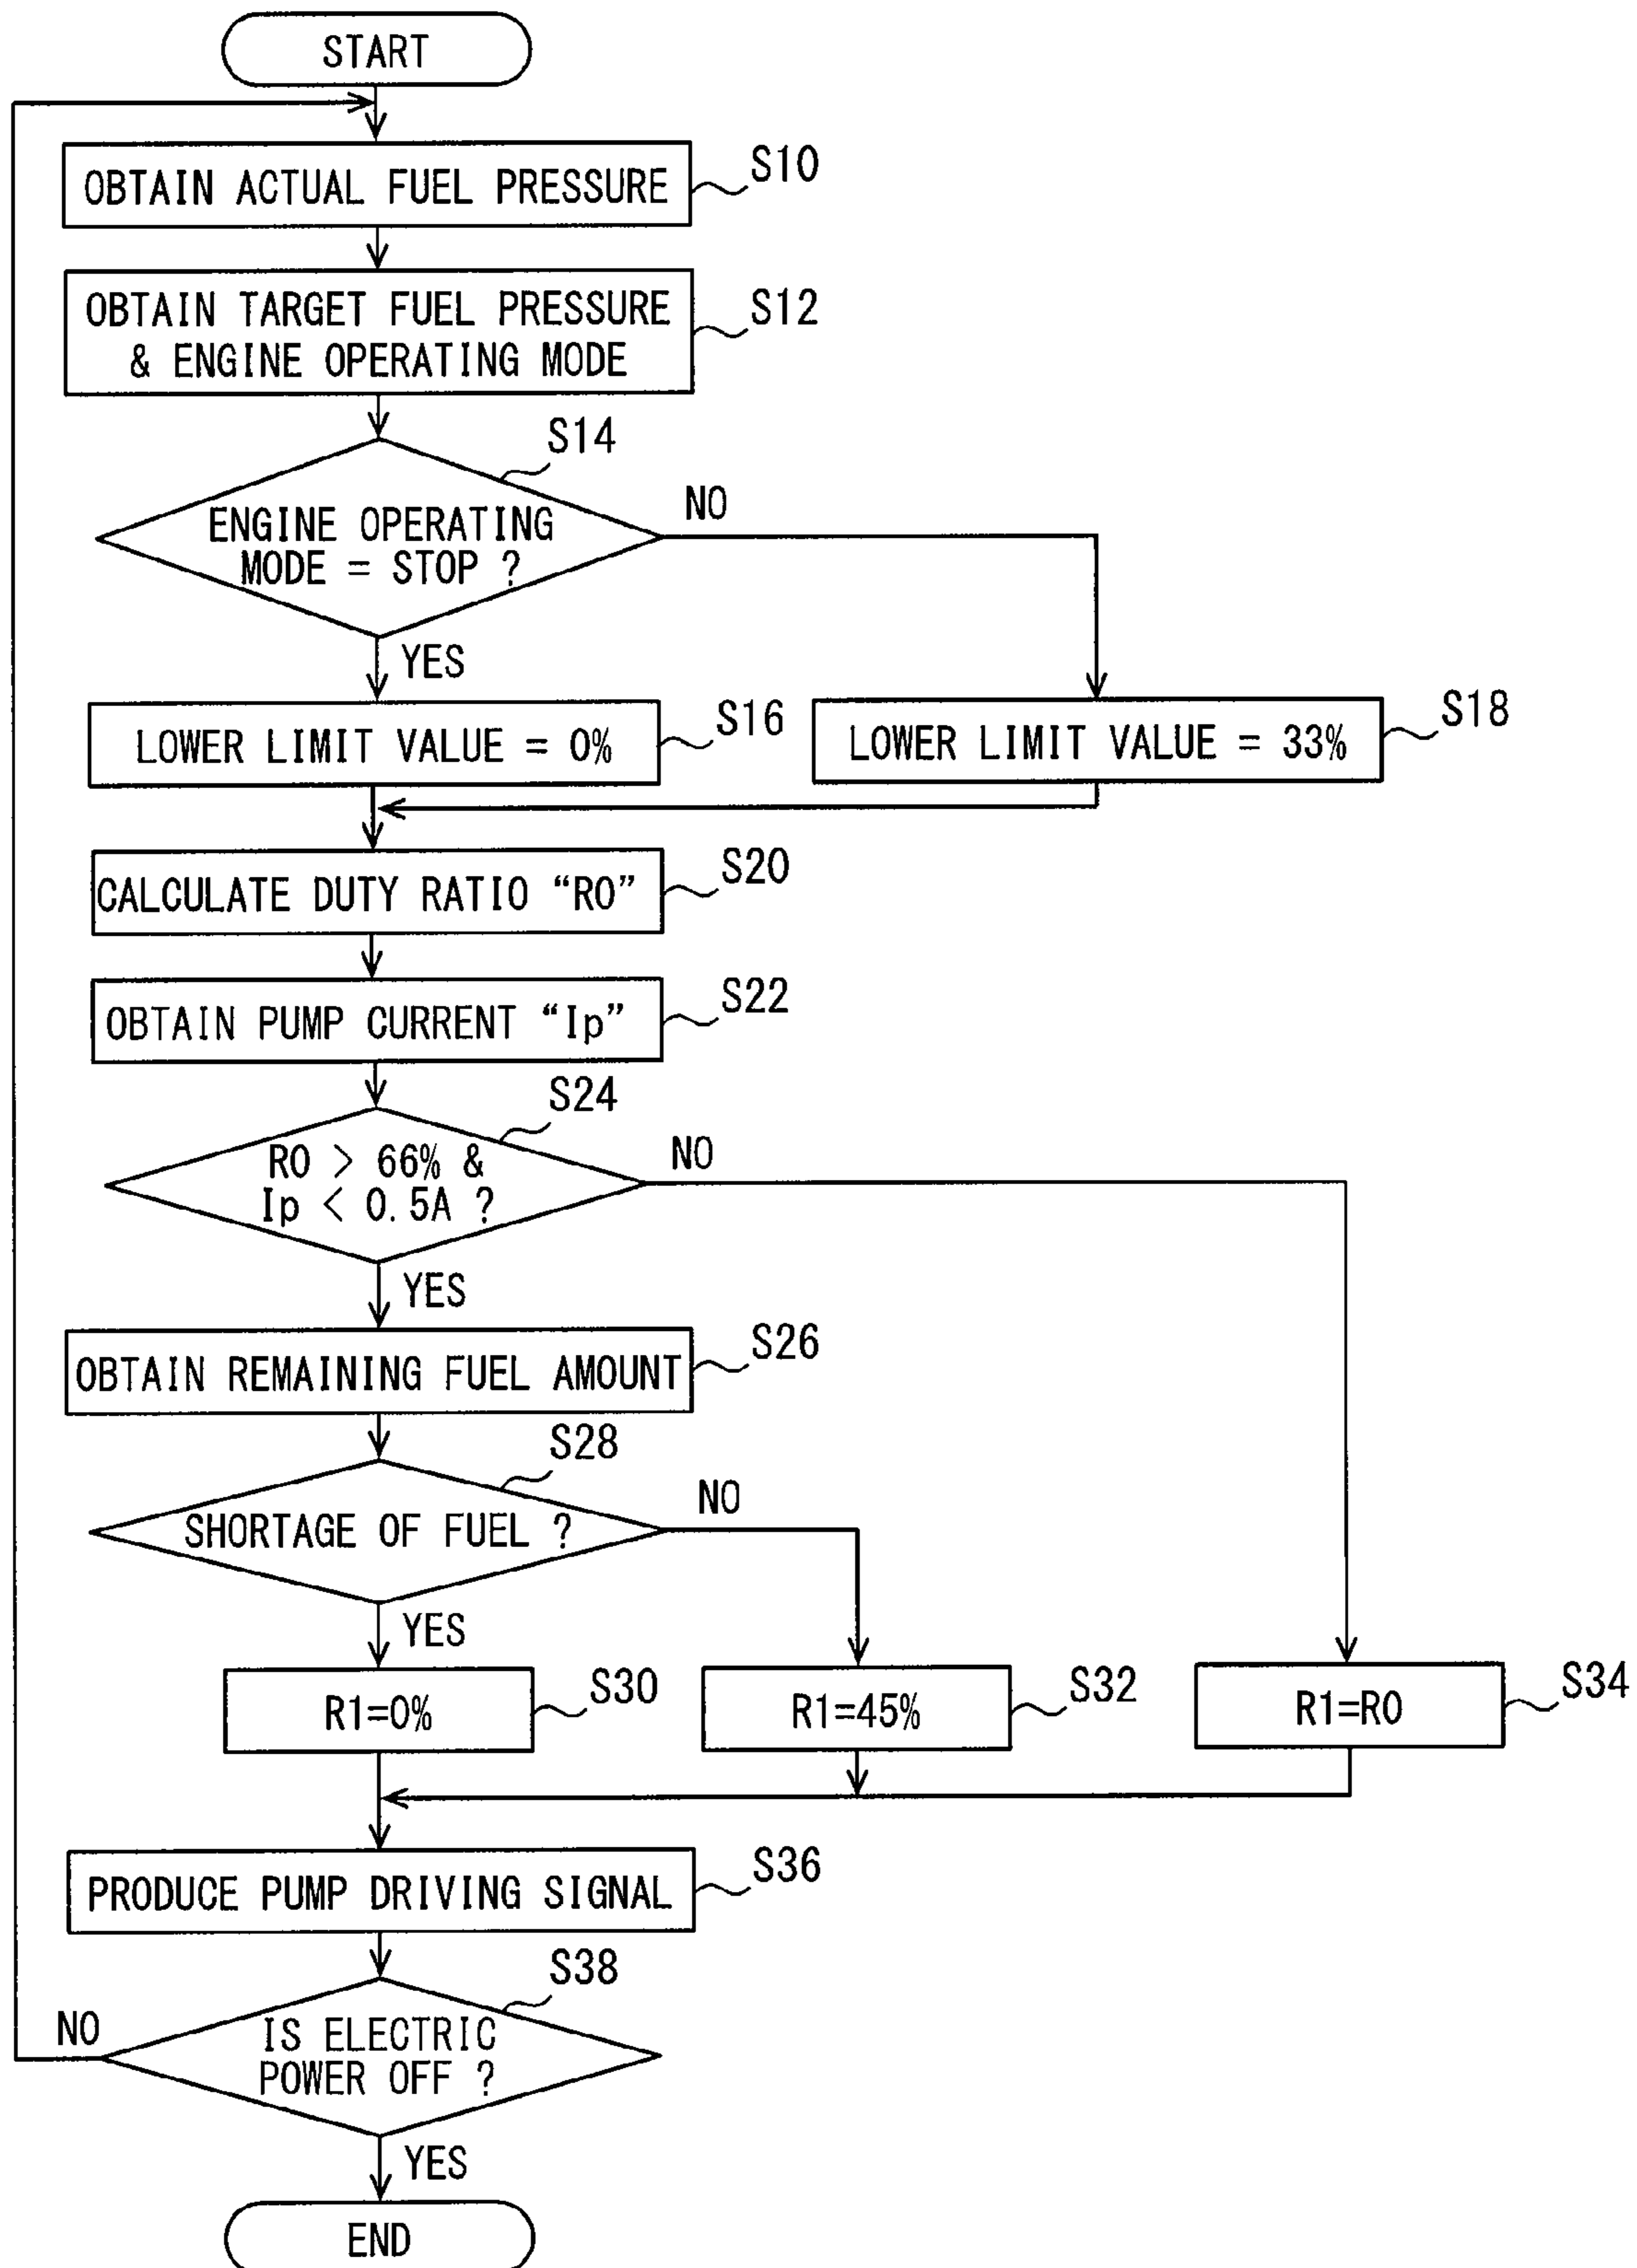 START
OBTAIN ACTUAL FUEL PRESSURE
S10
OBTAIN TARGET FUEL PRESSURE
& ENGINE OPERATING MODE
S12
S14
ENGINE OPERATING
MODE = STOP ?
NO
YES
LOWER LIMIT VALUE = 0%
S16
LOWER LIMIT VALUE = 33%
S18
CALCULATE DUTY RATIO “R0”
S20
OBTAIN PUMP CURRENT “Ip”
S22
S24
R0 > 66% &
Ip < 0.5A ?
NO
YES
OBTAIN REMAINING FUEL AMOUNT
S26
S28
SHORTAGE OF FUEL ?
NO
YES
R1=0%
S30
R1=45%
S32
R1=R0
S34
PRODUCE PUMP DRIVING SIGNAL
S36
S38
IS ELECTRIC
POWER OFF ?
NO
YES
END